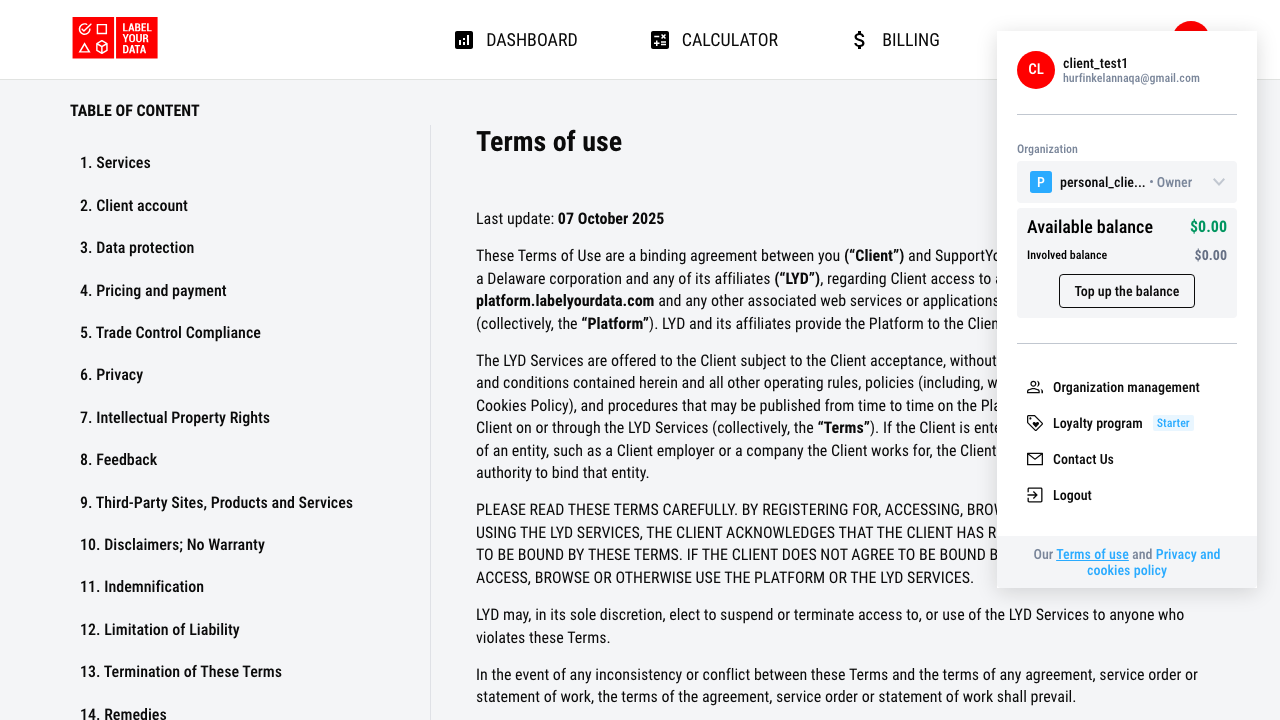 LABEL
YOUR
DATA
DASHBOARD
CALCULATOR
BILLING
TABLE OF CONTENT
1. Services
2. Client account
3. Data protection
4. Pricing and payment
5. Trade Control Compliance
6. Privacy
7. Intellectual Property Rights
8. Feedback
9. Third-Party Sites, Products and Services
10. Disclaimers; No Warranty
11. Indemnification
12. Limitation of Liability
13. Termination of These Terms
14. Remedies
Terms of use
Last update: 07 October 2025
These Terms of Use are a binding agreement between you (“Client”) and
a Delaware corporation and any of its affiliates (“LYD”), regarding Client access to
platform.labelyourdata.com and any other associated web services or applications
(collectively, the “Platform”). LYD and its affiliates provide the Platform to the
The LYD Services are offered to the Client subject to the Client acceptance, without
and conditions contained herein and all other operating rules, policies (including,
Cookies Policy), and procedures that may be published from time to time on the
Client on or through the LYD Services (collectively, the “Terms”). If the Client is
of an entity, such as a Client employer or a company the Client works for, the Client
authority to bind that entity.
PLEASE READ THESE TERMS CAREFULLY. BY REGISTERING FOR, ACCESSING,
USING THE LYD SERVICES, THE CLIENT ACKNOWLEDGES THAT THE CLIENT HAS
TO BE BOUND BY THESE TERMS. IF THE CLIENT DOES NOT AGREE TO BE BOUND
ACCESS, BROWSE OR OTHERWISE USE THE PLATFORM OR THE LYD SERVICES.
LYD may, in its sole discretion, elect to suspend or terminate access to, or use of the LYD Services to anyone who
violates these Terms.
In the event of any inconsistency or conflict between these Terms and the terms of any agreement, service order or
statement of work, the terms of the agreement, service order or statement of work shall prevail.
CL
client_test1
hurfinkelannaqa@gmail.com
Organization
P personal_clie... • Owner
Available balance $0.00
Involved balance $0.00
Top up the balance
Organization management
Loyalty program Starter
Contact Us
Logout
Our Terms of use and Privacy and
cookies policy